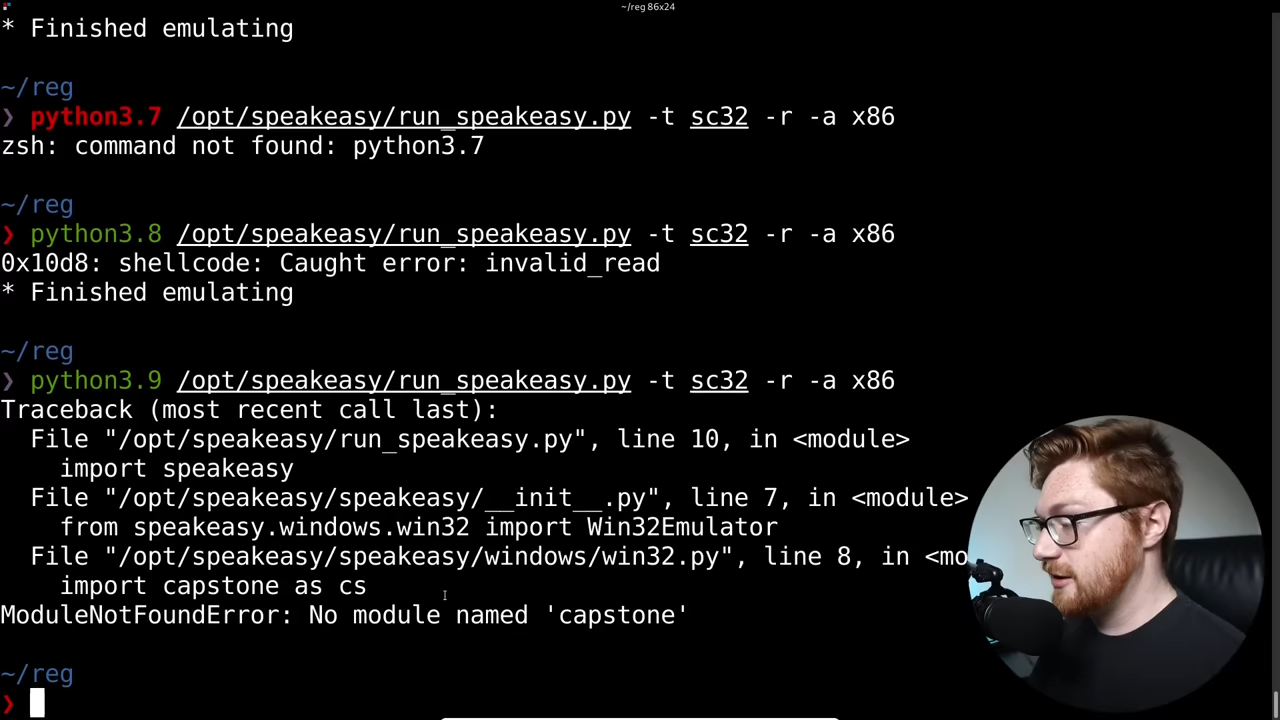 ~/reg 86x24
* Finished emulating
~/reg
❯ python3.7 /opt/speakeasy/run_speakeasy.py -t sc32 -r -a x86
zsh: command not found: python3.7
~/reg
❯ python3.8 /opt/speakeasy/run_speakeasy.py -t sc32 -r -a x86
0x10d8: shellcode: Caught error: invalid_read
* Finished emulating
~/reg
❯ python3.9 /opt/speakeasy/run_speakeasy.py -t sc32 -r -a x86
Traceback (most recent call last):
File "/opt/speakeasy/run_speakeasy.py", line 10, in <module>
import speakeasy
File "/opt/speakeasy/speakeasy/__init__.py", line 7, in <module>
from speakeasy.windows.win32 import Win32Emulator
File "/opt/speakeasy/speakeasy/windows/win32.py", line 8, in <mo
import capstone as cs
ModuleNotFoundError: No module named 'capstone'
~/reg
❯